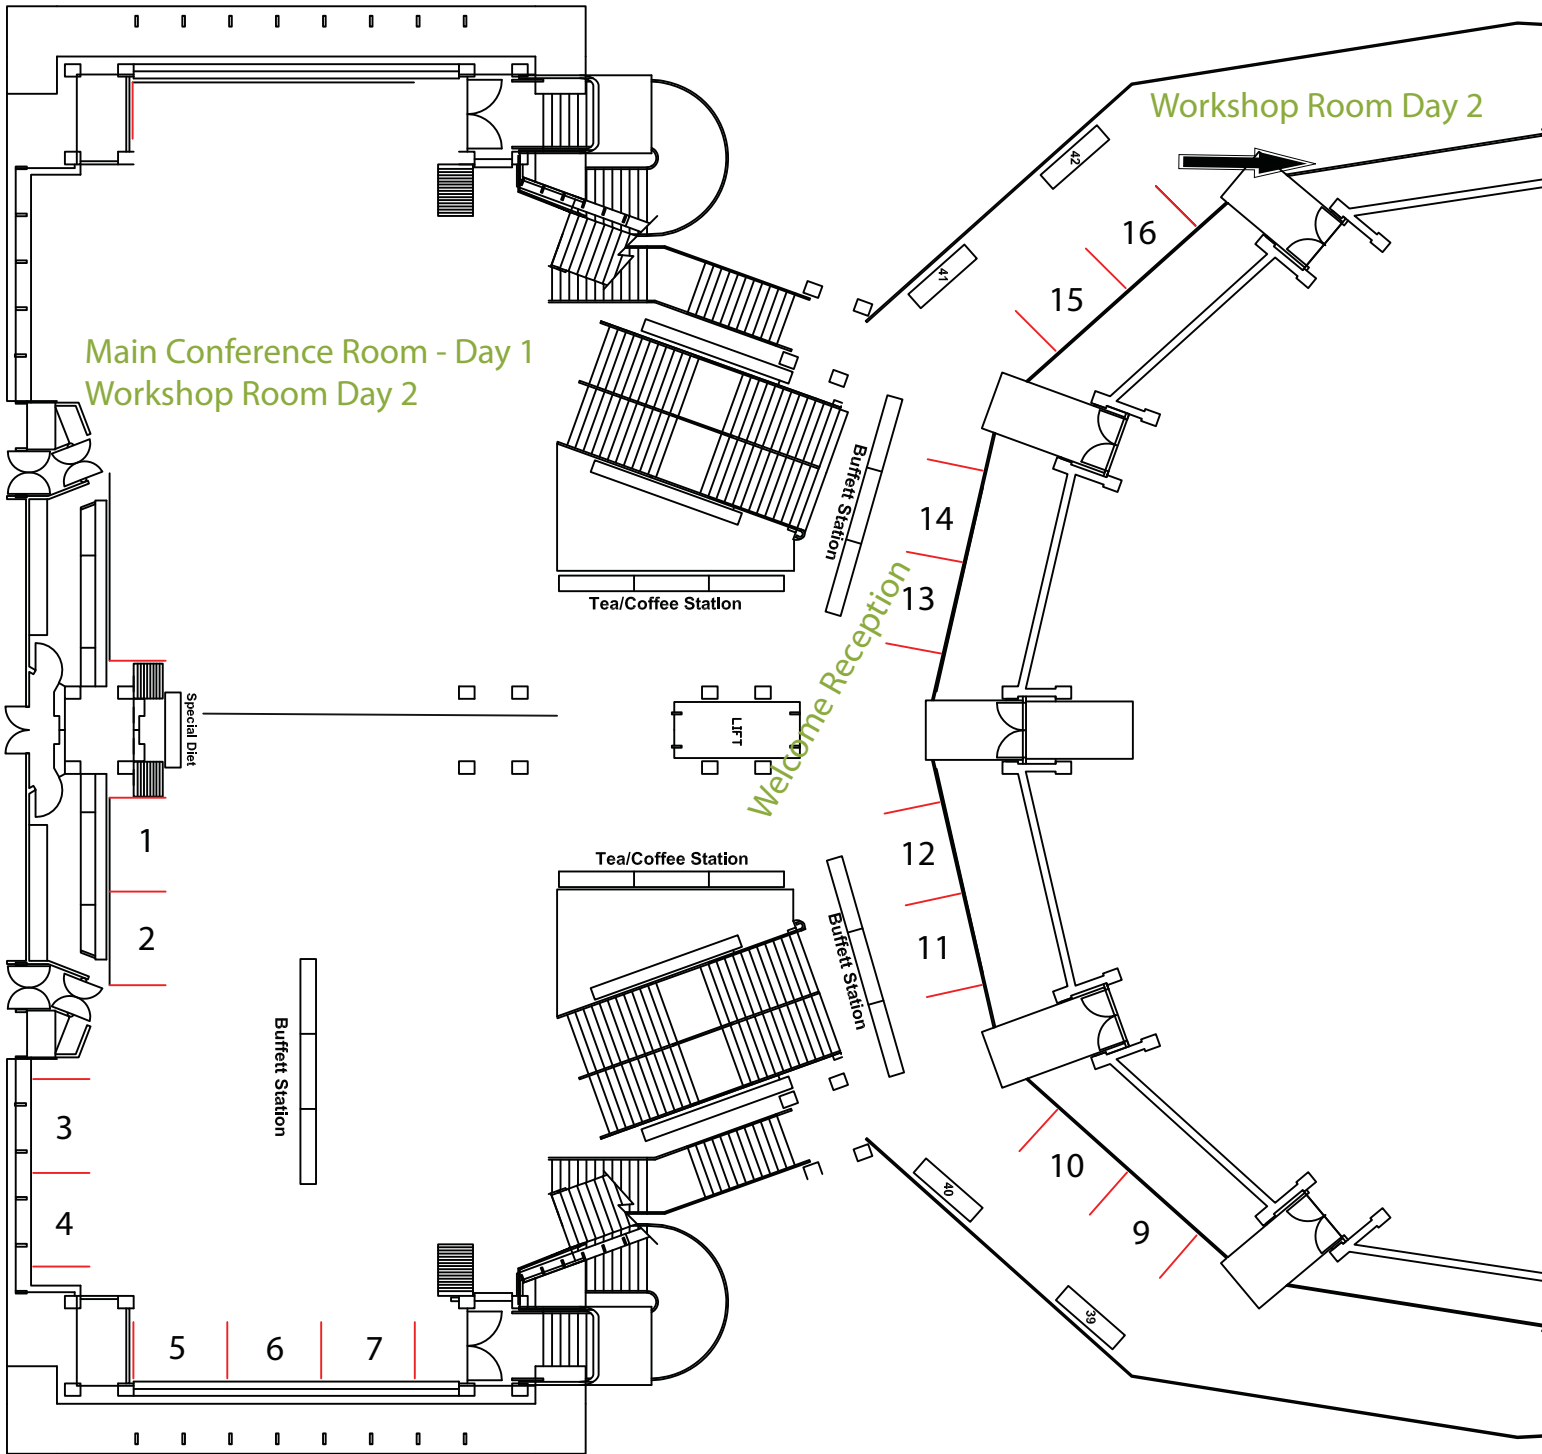 Workshop Room Day 2
42
16
41
15
Main Conference Room - Day 1
Workshop Room Day 2
Buffett Station
14
13
Tea/Coffee Station
Welcome Reception
Special Diet
LIFT
1
12
Tea/Coffee Station
2
11
Buffett Station
Buffett Station
3
10
40
4
9
39
5
6
7